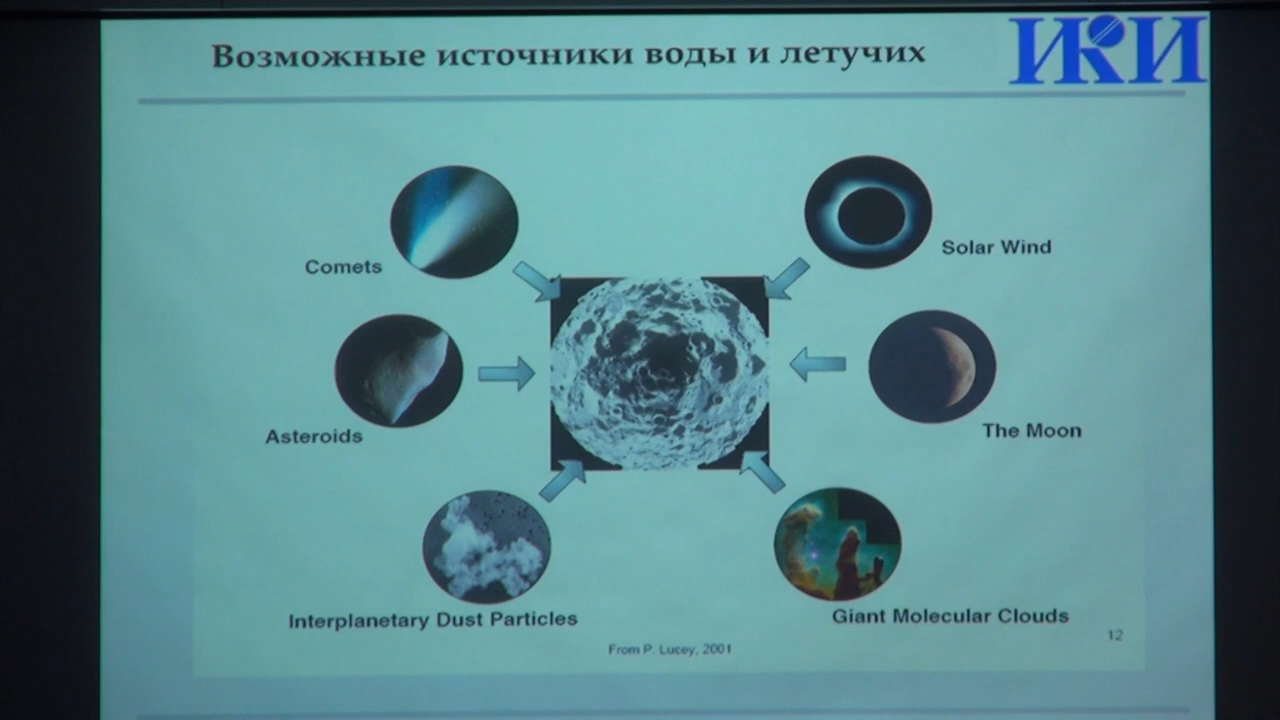 Возможные источники воды и летучих
ИКИ
Comets
Solar Wind
Asteroids
The Moon
Interplanetary Dust Particles
Giant Molecular Clouds
12
From P. Lucey, 2001